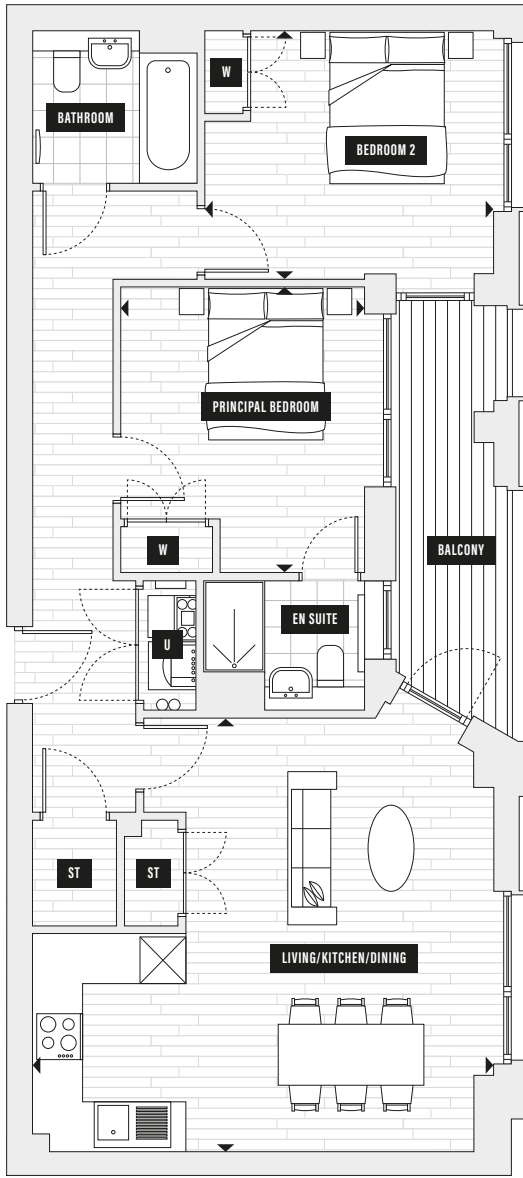 W
BATHROOM
BEDROOM 2
PRINCIPAL BEDROOM
W
BALCONY
EN SUITE
U
ST
ST
LIVING/KITCHEN/DINING